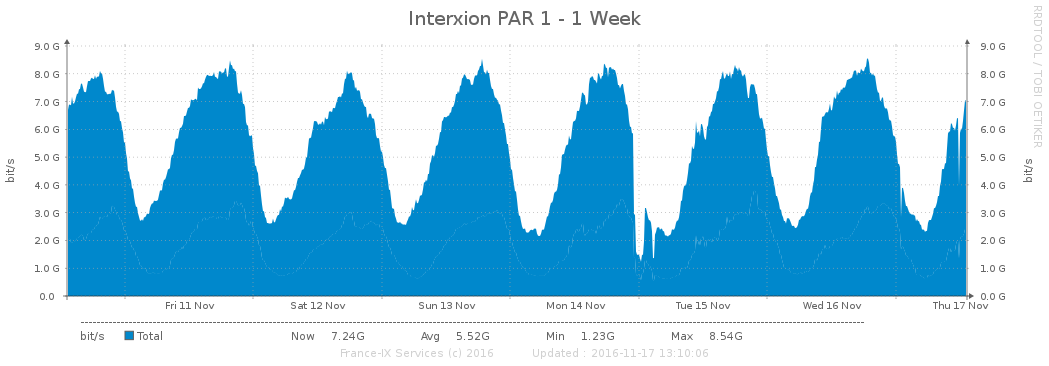 Interxion PAR 1 - 1 Week
RRDTOOL / TOBI OETIKER
9.0 G 9.0 G
8.0 G 8.0 G
7.0 G 7.0 G
6.0 G 6.0 G
5.0 G 5.0 G
4.0 G 4.0 G
3.0 G 3.0 G
2.0 G 2.0 G
1.0 G 1.0 G
0.0 0.0 G
bit/s
bit/s
Fri 11 Nov Sat 12 Nov Sun 13 Nov Mon 14 Nov Tue 15 Nov Wed 16 Nov Thu 17 Nov
bit/s Total Now 7.24G Avg 5.52G Min 1.23G Max 8.54G
France-IX Services (c) 2016 Updated : 2016-11-17 13:10:06